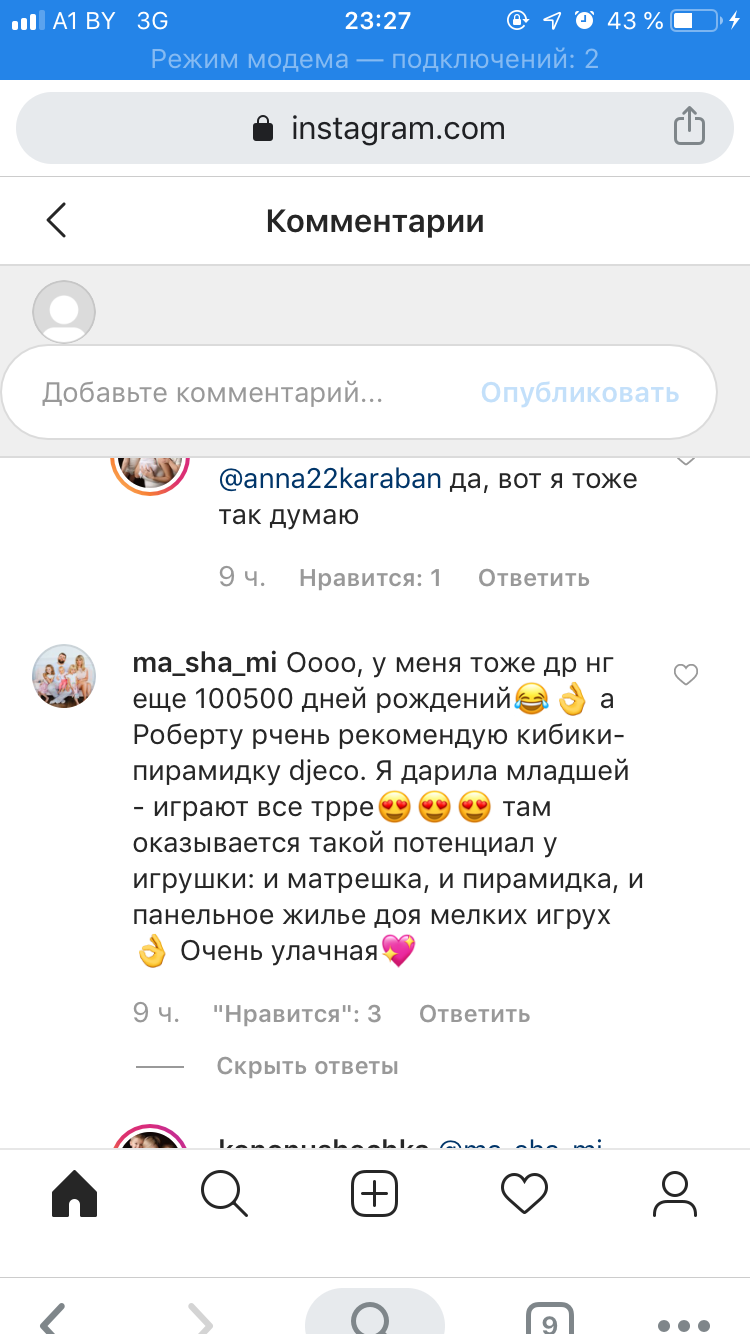 A1 BY 3G 23:27 43 %
Режим модема — подключений: 2
instagram.com
Комментарии
Добавьте комментарий... Опубликовать
@anna22karaban да, вот я тоже
так думаю
9 ч. Нравится: 1 Ответить
ma_sha_mi Оооо, у меня тоже др нг
еще 100500 дней рождений😂👌 а
Роберту рчень рекомендую кибики-
пирамидку djeco. Я дарила младшей
- играют все трре😍😍😍 там
оказывается такой потенциал у
игрушки: и матрешка, и пирамидка, и
панельное жилье доя мелких игрух
👌 Очень улачная💖
9 ч. "Нравится": 3 Ответить
Скрыть ответы
@ma_sha_mi
9